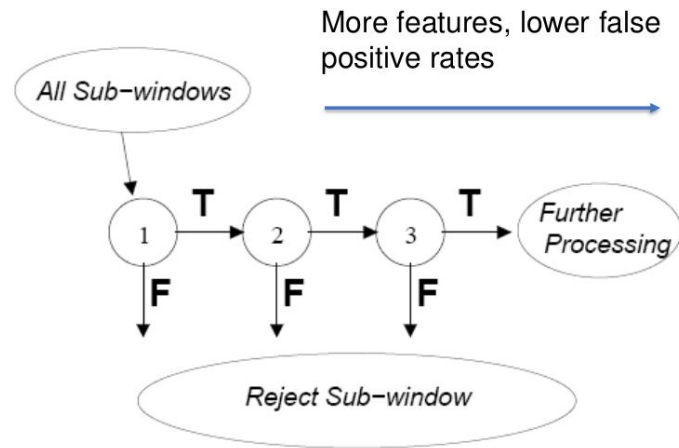 More features, lower false
positive rates
All Sub−windows
T
T
T
1
2
3
Further
Processing
F
F
F
Reject Sub−window